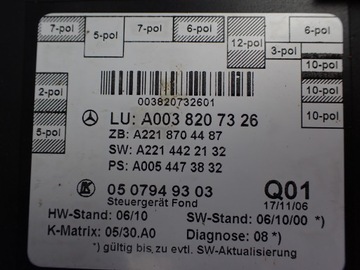 7-pol
*)
5-pol
7-pol
6-pol
12-pol
3-pol
10-pol
2-pol
10-pol
5-pol
10-pol
003820732601
LU: A003 820 73 26
ZB: A221 870 44 87
SW: A221 442 21 32
PS: A005 447 38 32
05 0794 93 03
Q01
Steuergerät Fond
17/11/06
HW-Stand: 06/10
SW-Stand: 06/10/00 *)
K-Matrix: 05/30.A0
Diagnose: 08 *)
*) gültig bis zu evtl. SW-Aktualisierung